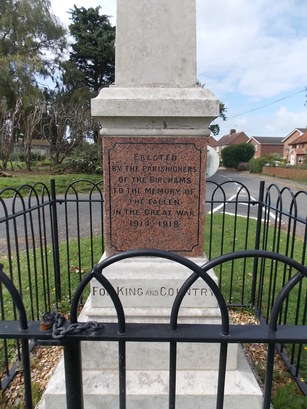 ERECTED
BY THE PARISHIONERS
OF THE BIRCHAMS
TO THE MEMORY OF
THE FALLEN
IN THE GREAT WAR
1914-1918
FOR KING AND COUNTRY